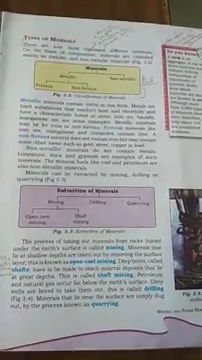 TYPES OF MINERALS
There are over three thousand different minerals.
On the basis of composition, minerals are classified
mainly as metallic and non-metallic minerals (Fig. 3.2).
Minerals
Metallic
Non-metallic
Ferrous
Non-ferrous
Fig. 3.2: Classification of Minerals
Metallic minerals contain metal in raw form. Metals are
hard substances that conduct heat and electricity and
have a characteristic lustre or shine. Iron ore, bauxite,
manganese ore are some examples. Metallic minerals
may be ferrous or non-ferrous. Ferrous minerals like
iron ore, manganese and chromites contain iron. A
non-ferrous mineral does not contain iron but may contain
some other metal such as gold, silver, copper or lead.
Non-metallic minerals do not contain metals.
Limestone, mica and gypsum are examples of such
minerals. The mineral fuels like coal and petroleum are
also non-metallic minerals.
Minerals can be extracted by mining, drilling or
quarrying (Fig 3.3)
Extraction of Minerals
Mining
Drilling
Quarrying
Open cast
mining
Shaft
mining
Fig. 3.3: Extraction of Minerals
The process of taking out minerals from rocks buried
under the earth's surface is called mining. Minerals that
lie at shallow depths are taken out by removing the surface
layer; this is known as open-cast mining. Deep bores, called
shafts, have to be made to reach mineral deposits that lie
at great depths. This is called shaft mining. Petroleum
and natural gas occur far below the earth's surface. Deep
wells are bored to take them out, this is called drilling
(Fig 3.4). Minerals that lie near the surface are simply dug
out, by the process known as quarrying.
Do you know
Fig. 3.4